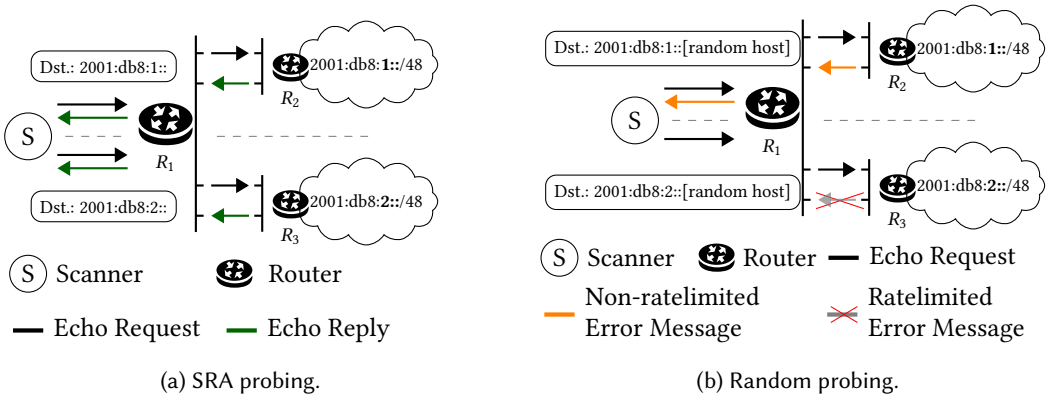 Dst.: 2001:db8:1::
2001:db8:1::/48
R2
S
R1
Dst.: 2001:db8:2::
2001:db8:2::/48
R3
S Scanner
Router
Echo Request
Echo Reply
(a) SRA probing.
Dst.: 2001:db8:1::[random host]
2001:db8:1::/48
R2
S
R1
Dst.: 2001:db8:2::[random host]
2001:db8:2::/48
R3
S Scanner
Router
Echo Request
Non-ratelimited
Error Message
Ratelimited
Error Message
(b) Random probing.